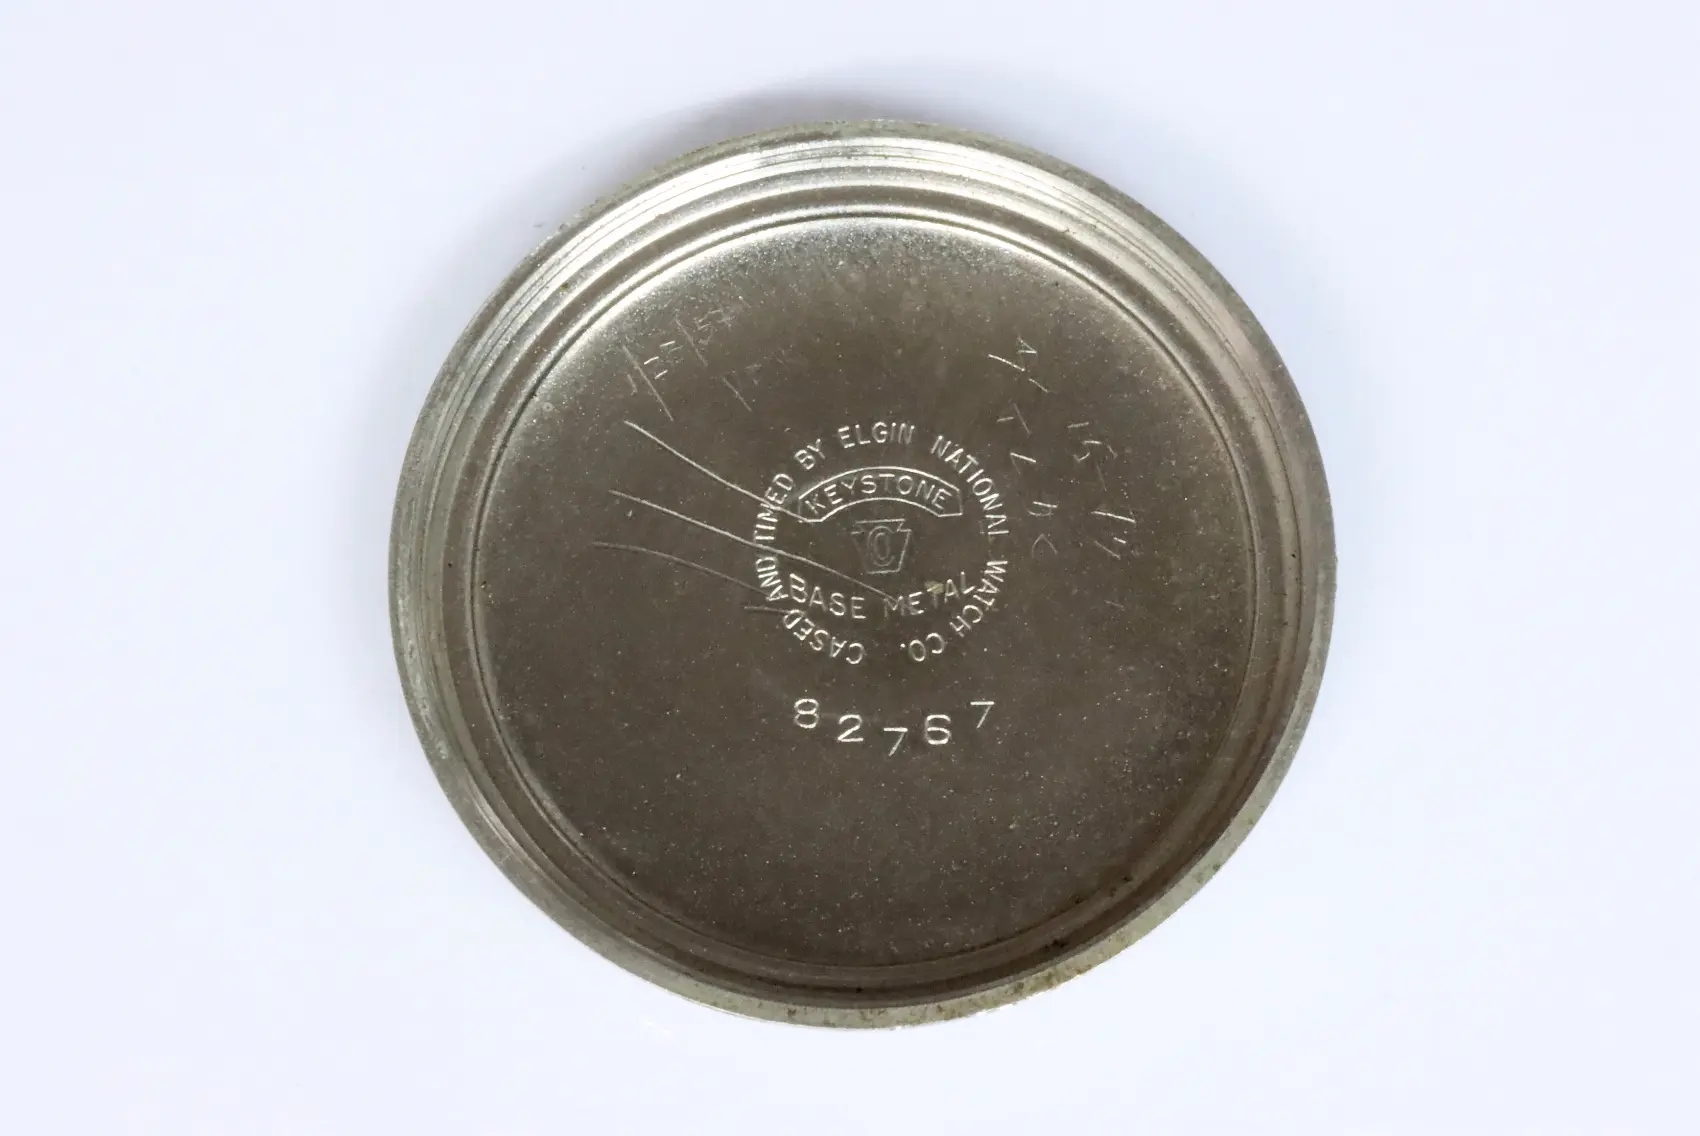 CASED AND TIMED BY ELGIN NATIONAL WATCH CO.
KEYSTONE
O
BASE METAL
82767